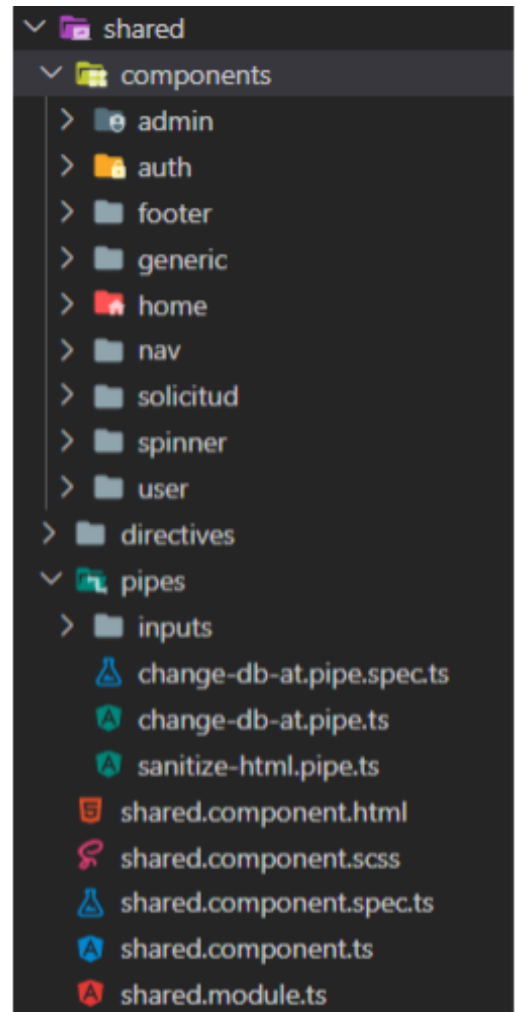 shared
components
admin
auth
footer
generic
home
nav
solicitud
spinner
user
directives
pipes
inputs
change-db-at.pipe.spec.ts
change-db-at.pipe.ts
sanitize-html.pipe.ts
shared.component.html
shared.component.scss
shared.component.spec.ts
shared.component.ts
shared.module.ts